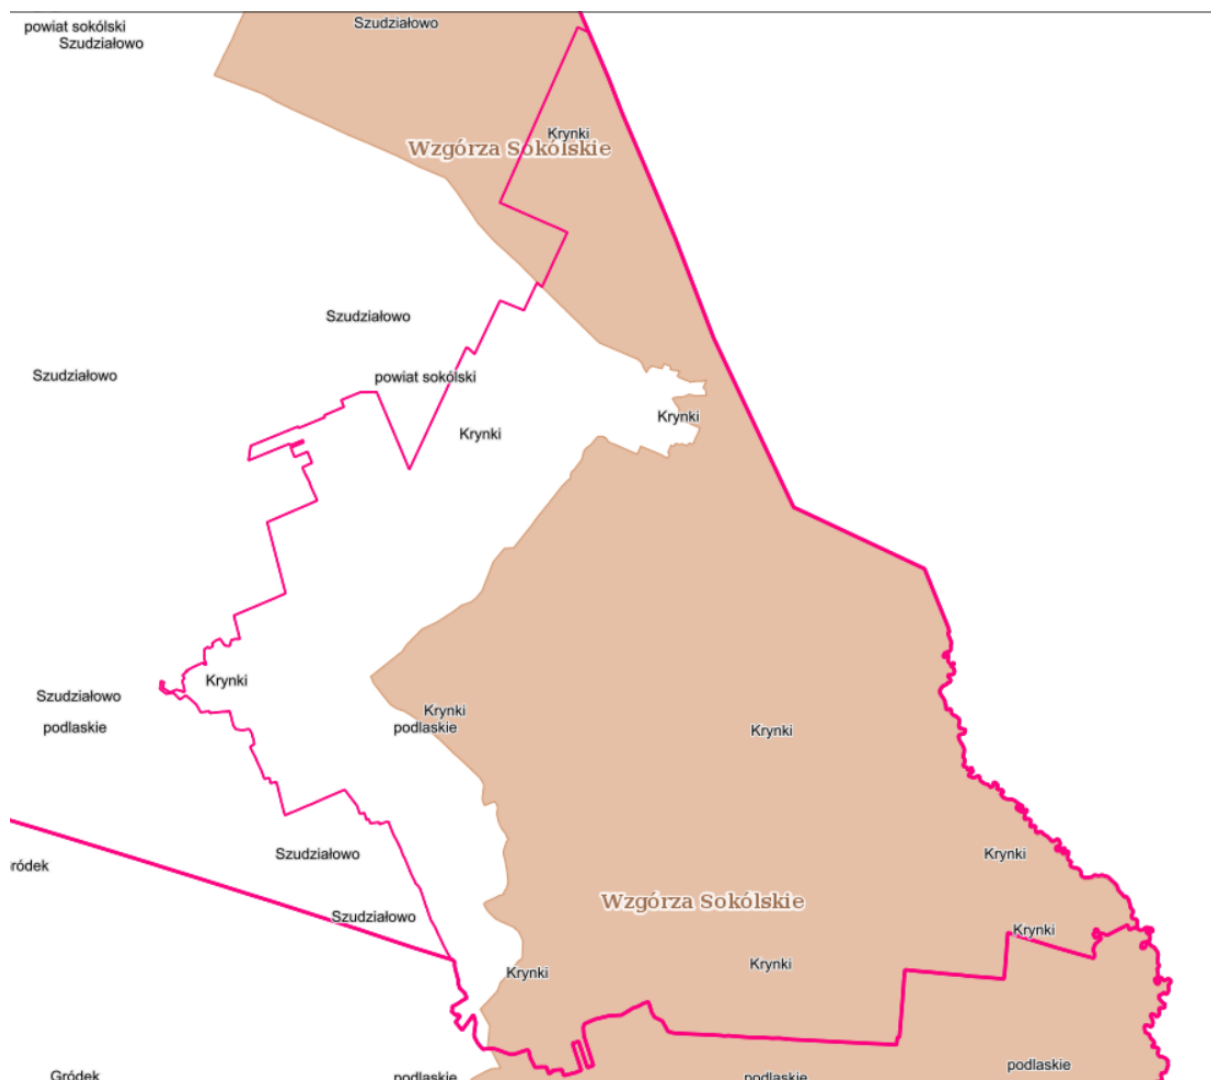 Szudziałowo
powiat sokólski
Szudziałowo
Krynki
Wzgórza Sokólskie
Szudziałowo
Szudziałowo
powiat sokólski
Krynki
Krynki
Krynki
Szudziałowo
Krynki
podlaskie
podlaskie
Krynki
Szudziałowo
Krynki
ródek
Wzgórza Sokólskie
Szudziałowo
Krynki
Krynki
Krynki
podlaskie
Gródek
podlaskie
podlaskie